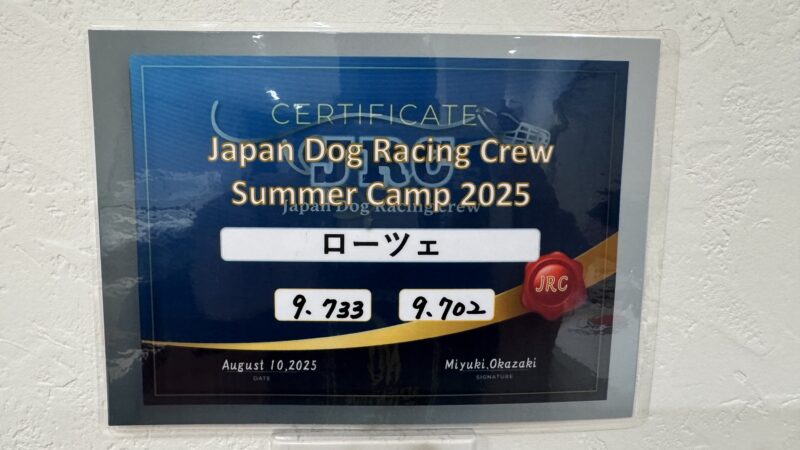 CERTIFICATE
JRC
Japan Dog Racing Crew
Summer Camp 2025
Japan Dog Racing Crew
ローツェ
9.733 9.702
JRC
August 10,2025
Miyuki.Okazaki
DATE
SIGNATURE